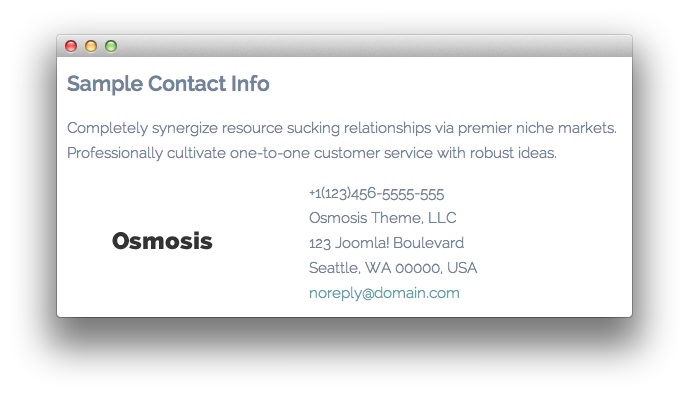 Sample Contact Info
Completely synergize resource sucking relationships via premier niche markets.
Professionally cultivate one-to-one customer service with robust ideas.
Osmosis
+1(123)456-5555-555
Osmosis Theme, LLC
123 Joomla! Boulevard
Seattle, WA 00000, USA
noreply@domain.com